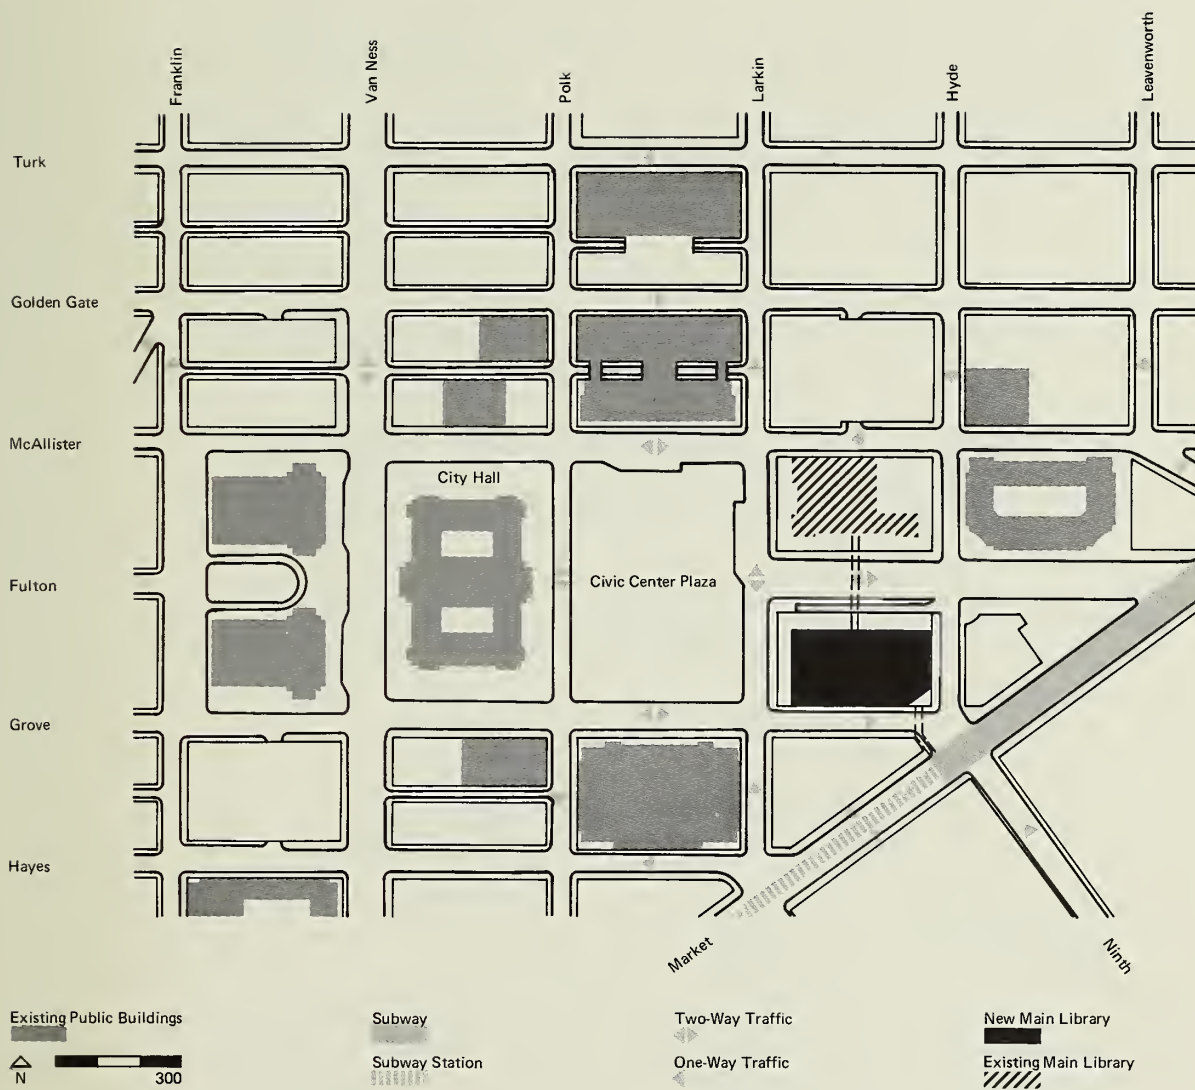 Franklin
Van Ness
Polk
Larkin
Hyde
Leavenworth
Turk
Golden Gate
McAllister
City Hall
Fulton
Civic Center Plaza
Grove
Hayes
Market
Ninth
Existing Public Buildings
Subway
Two-Way Traffic
New Main Library
N
300
Subway Station
One-Way Traffic
Existing Main Library